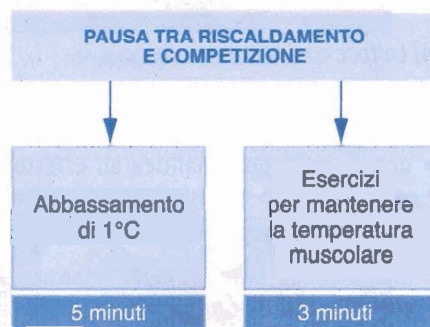 PAUSA TRA RISCALDAMENTO
E COMPETIZIONE
Abbassamento
di 1°C
5 minuti
Esercizi
per mantenere
la temperatura
muscolare
3 minuti